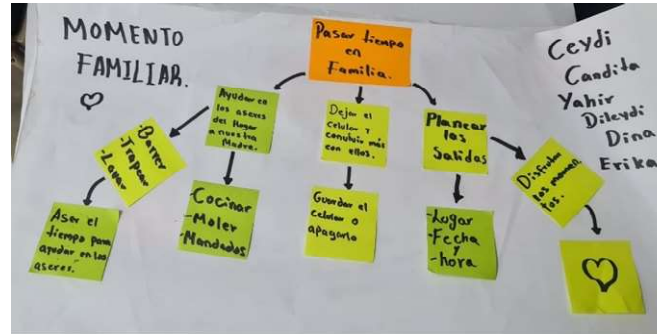 MOMENTO
FAMILIAR.
Pasar tiempo
en
Familia.
Ceydi
Candita
Yahir
Dileydi
Dina
Erika
Ayudar en
los aseres
del Hogar
a nuestra
Madre.
Dejar el
celular y
convivir más
con ellos.
Planear
las
Salidas
-Barrer
-Trapear
-Lavar
Disfrutar
los momen
tos.
Aser el
tiempo para
ayudar en los
aseres.
-Cocinar
-Moler
-Mandados
Guardar el
celular o
apagarlo
-Lugar
-Fecha
y
-hora